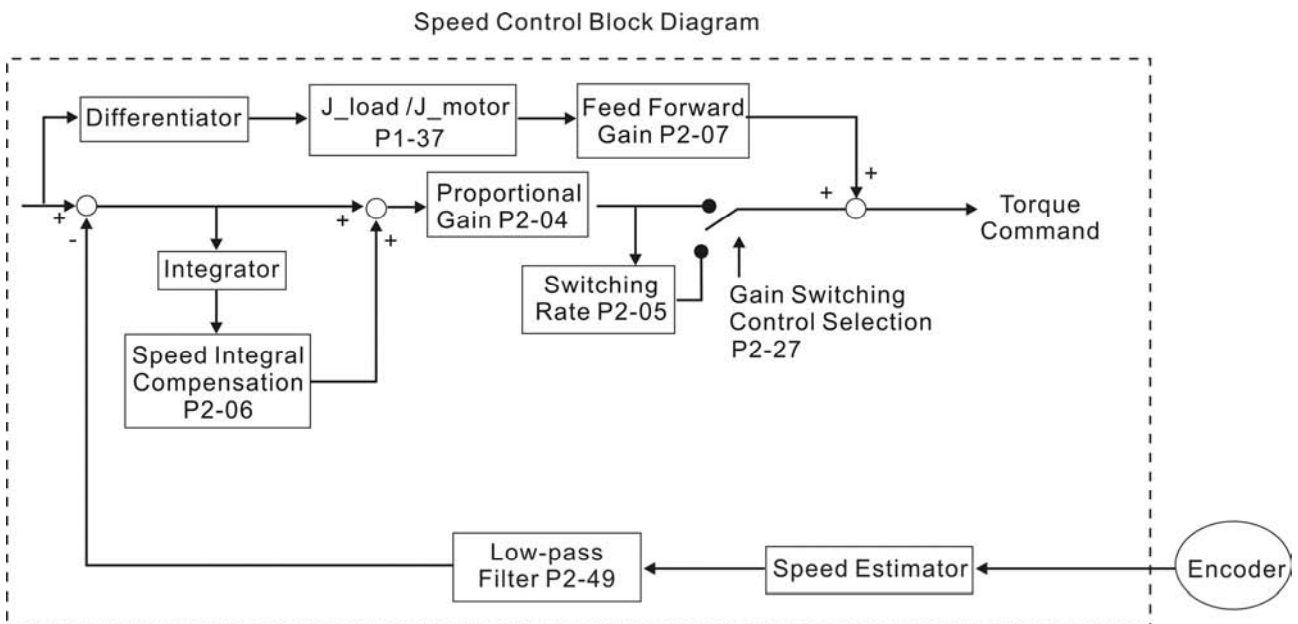 Speed Control Block Diagram
Differentiator
J_load /J_motor
P1-37
Feed Forward
Gain P2-07
+
+
+
-
+
+
Proportional
Gain P2-04
Torque
Command
Integrator
Switching
Rate P2-05
Gain Switching
Control Selection
P2-27
Speed Integral
Compensation
P2-06
Low-pass
Filter P2-49
Speed Estimator
Encoder